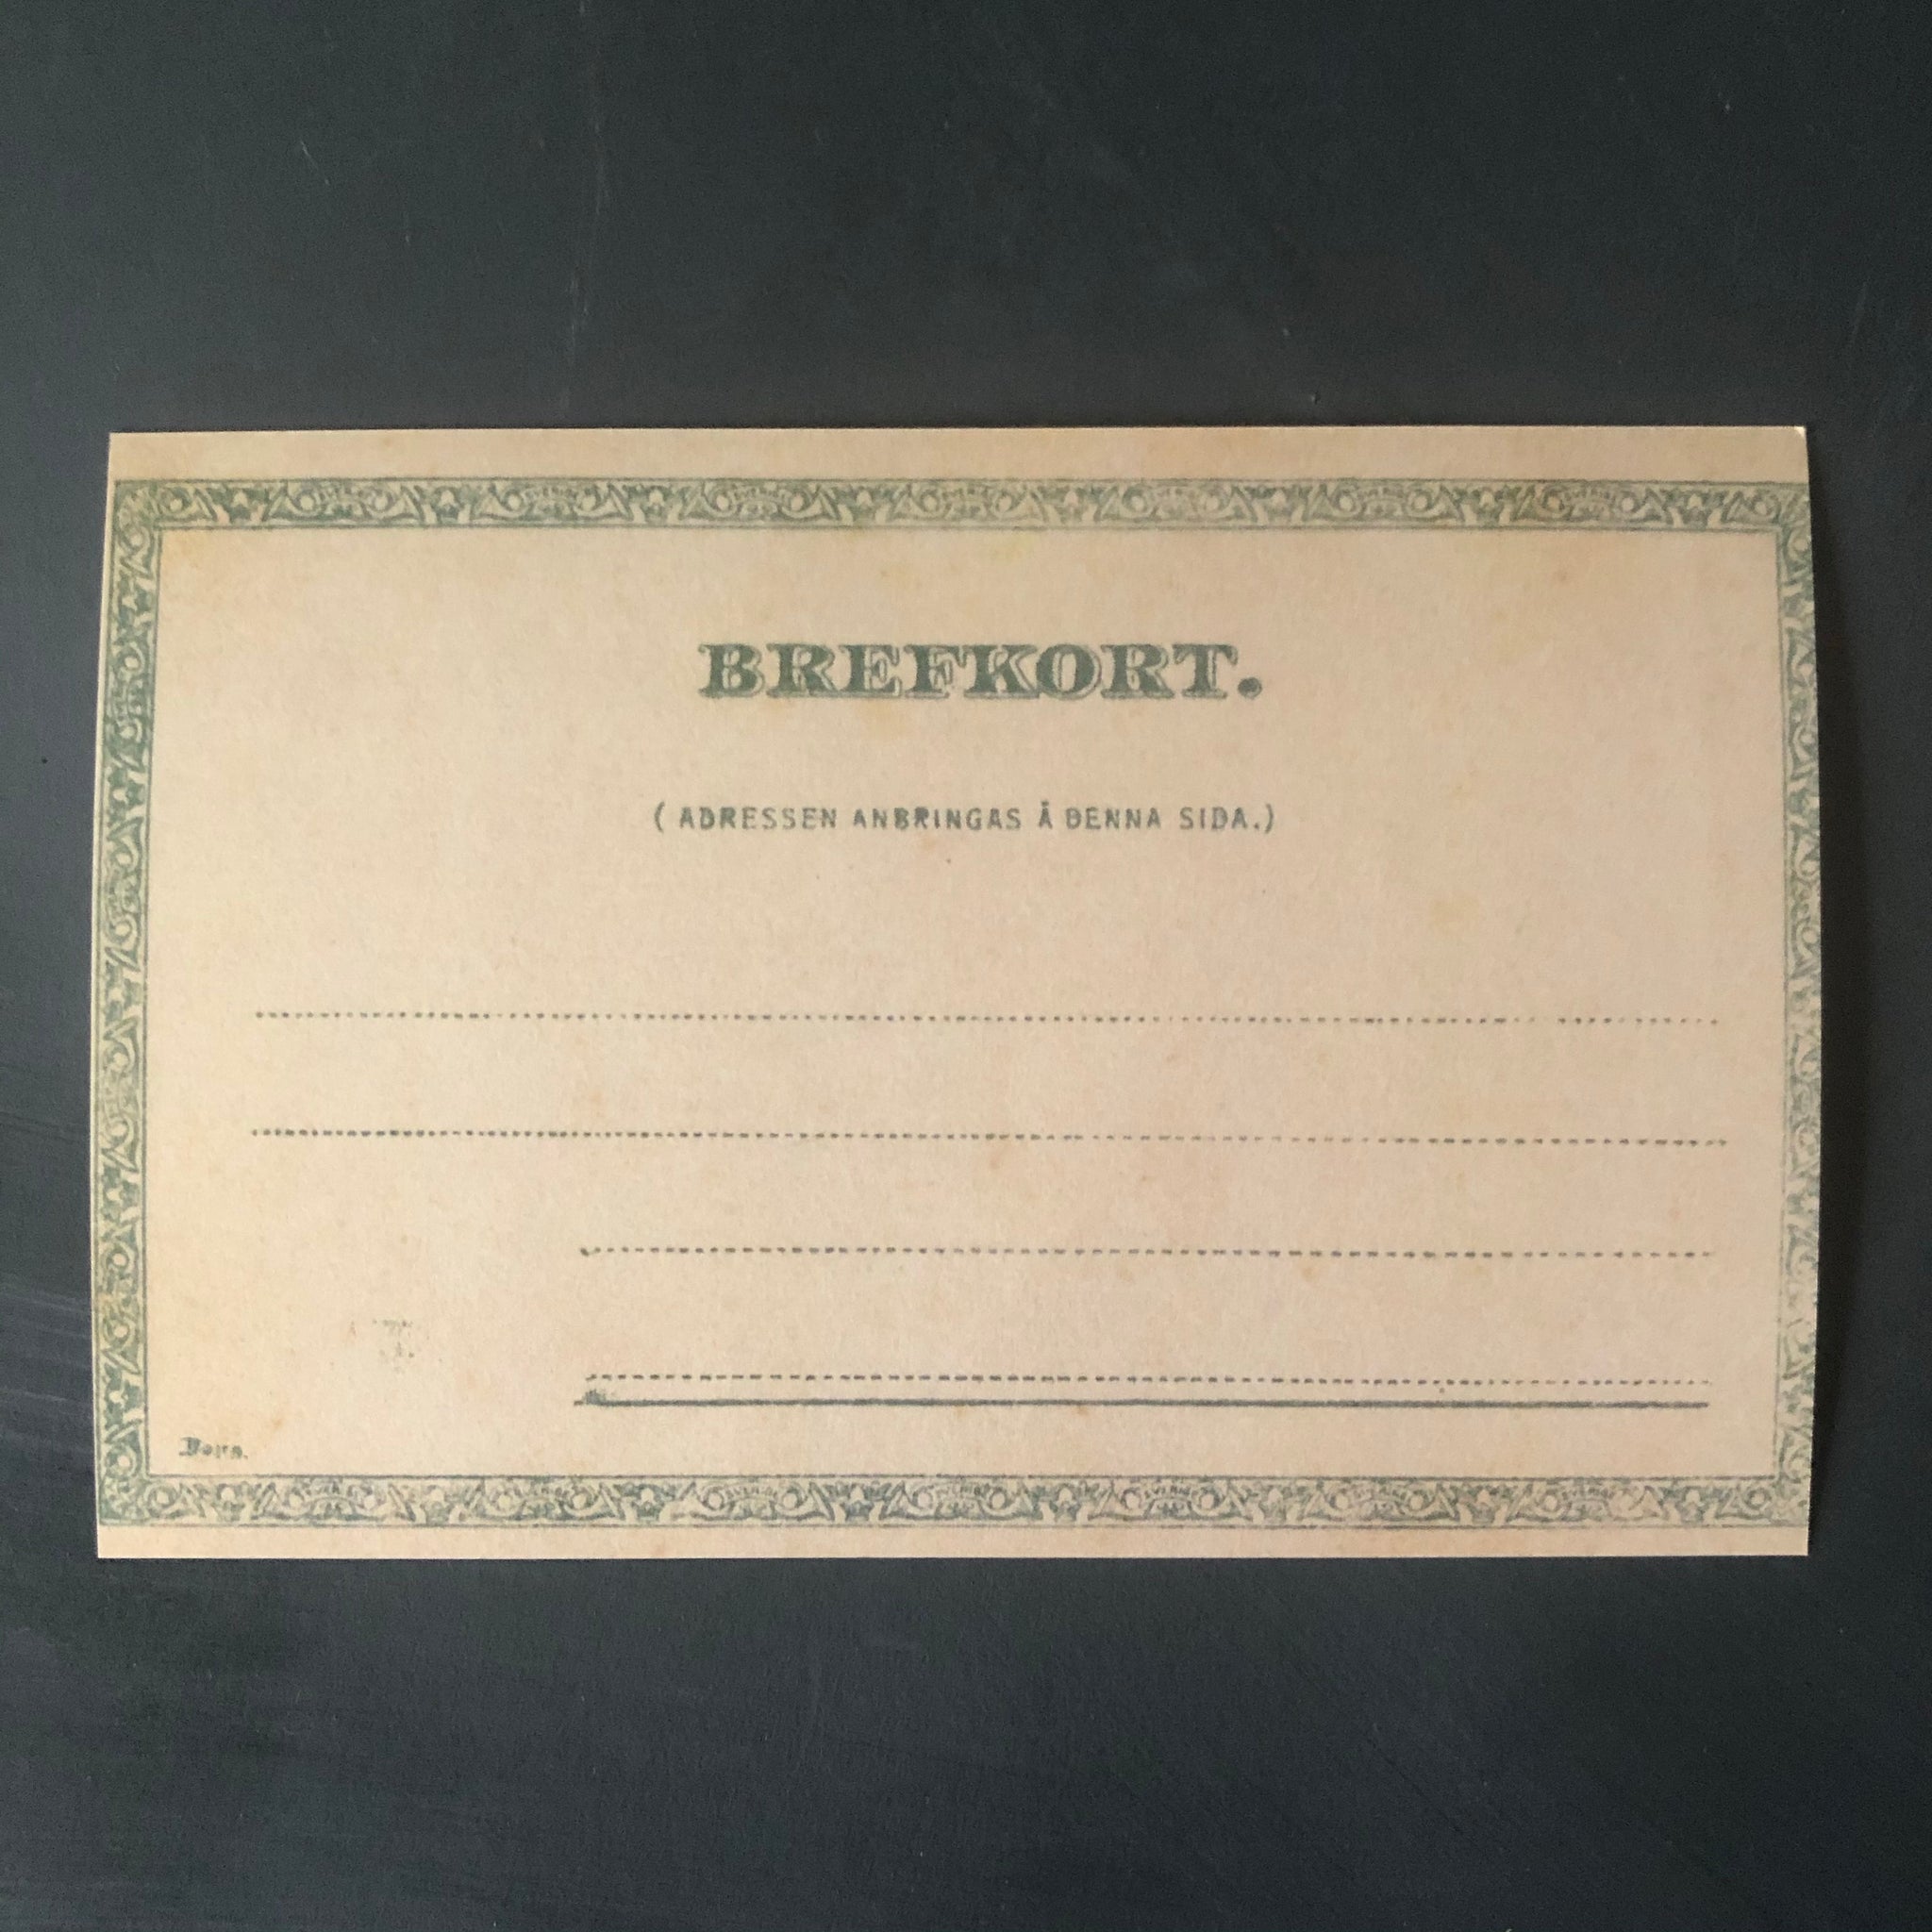 BREFKORT.
( ADRESSEN ANBRINGAS Å DENNA SIDA.)